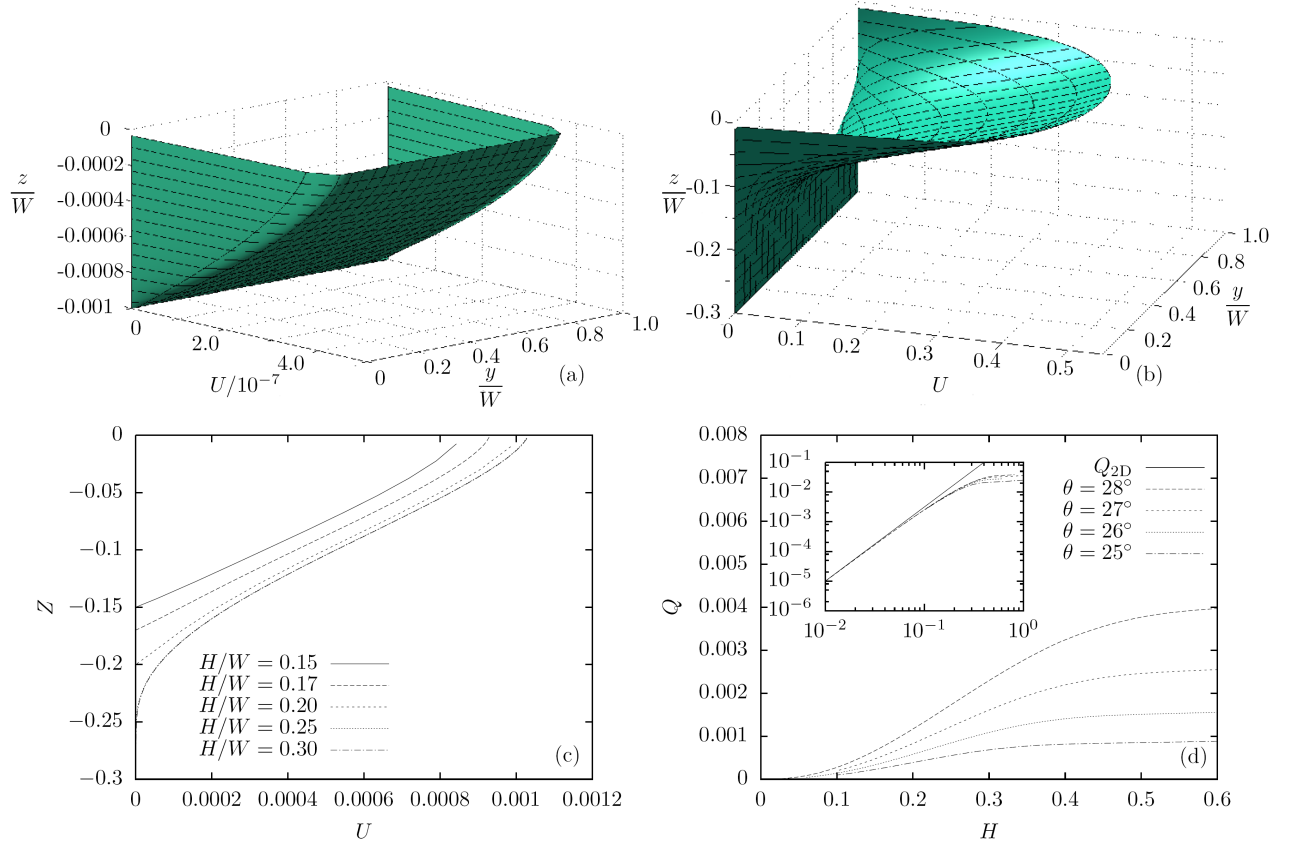 0
-0.0002
-0.0004
-0.0006
-0.0008
-0.001
z
W
0
2.0
4.0
U/10⁻⁷
0
0.2
0.4
0.6
0.8
1.0
y
W
(a)
0
-0.1
-0.2
-0.3
z
W
0
0.1
0.2
0.3
0.4
0.5
U
0
0.2
0.4
0.6
0.8
1.0
y
W
(b)
0
−0.05
−0.1
−0.15
−0.2
−0.25
−0.3
Z
H/W = 0.15
H/W = 0.17
H/W = 0.20
H/W = 0.25
H/W = 0.30
(c)
0 0.0002 0.0004 0.0006 0.0008 0.001 0.0012
U
0.008
0.007
0.006
0.005
0.004
0.003
0.002
0.001
0
Q
10⁻¹
10⁻²
10⁻³
10⁻⁴
10⁻⁵
10⁻⁶
10⁻² 10⁻¹ 10⁰
Q₂D
θ = 28°
θ = 27°
θ = 26°
θ = 25°
(d)
0 0.1 0.2 0.3 0.4 0.5 0.6
H